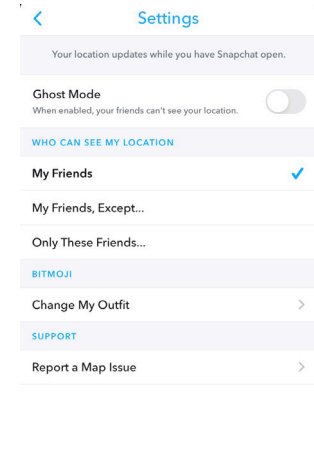 Settings
Your location updates while you have Snapchat open.
Ghost Mode
When enabled, your friends can't see your location.
WHO CAN SEE MY LOCATION
My Friends
My Friends, Except...
Only These Friends...
BITMOJI
Change My Outfit
SUPPORT
Report a Map Issue